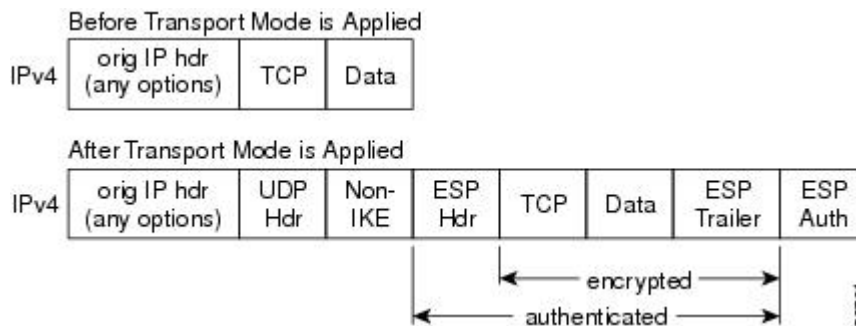 Before Transport Mode is Applied
IPv4 orig IP hdr (any options) TCP Data
After Transport Mode is Applied
IPv4 orig IP hdr (any options) UDP Hdr Non-IKE ESP Hdr TCP Data ESP Trailer ESP Auth
encrypted
authenticated